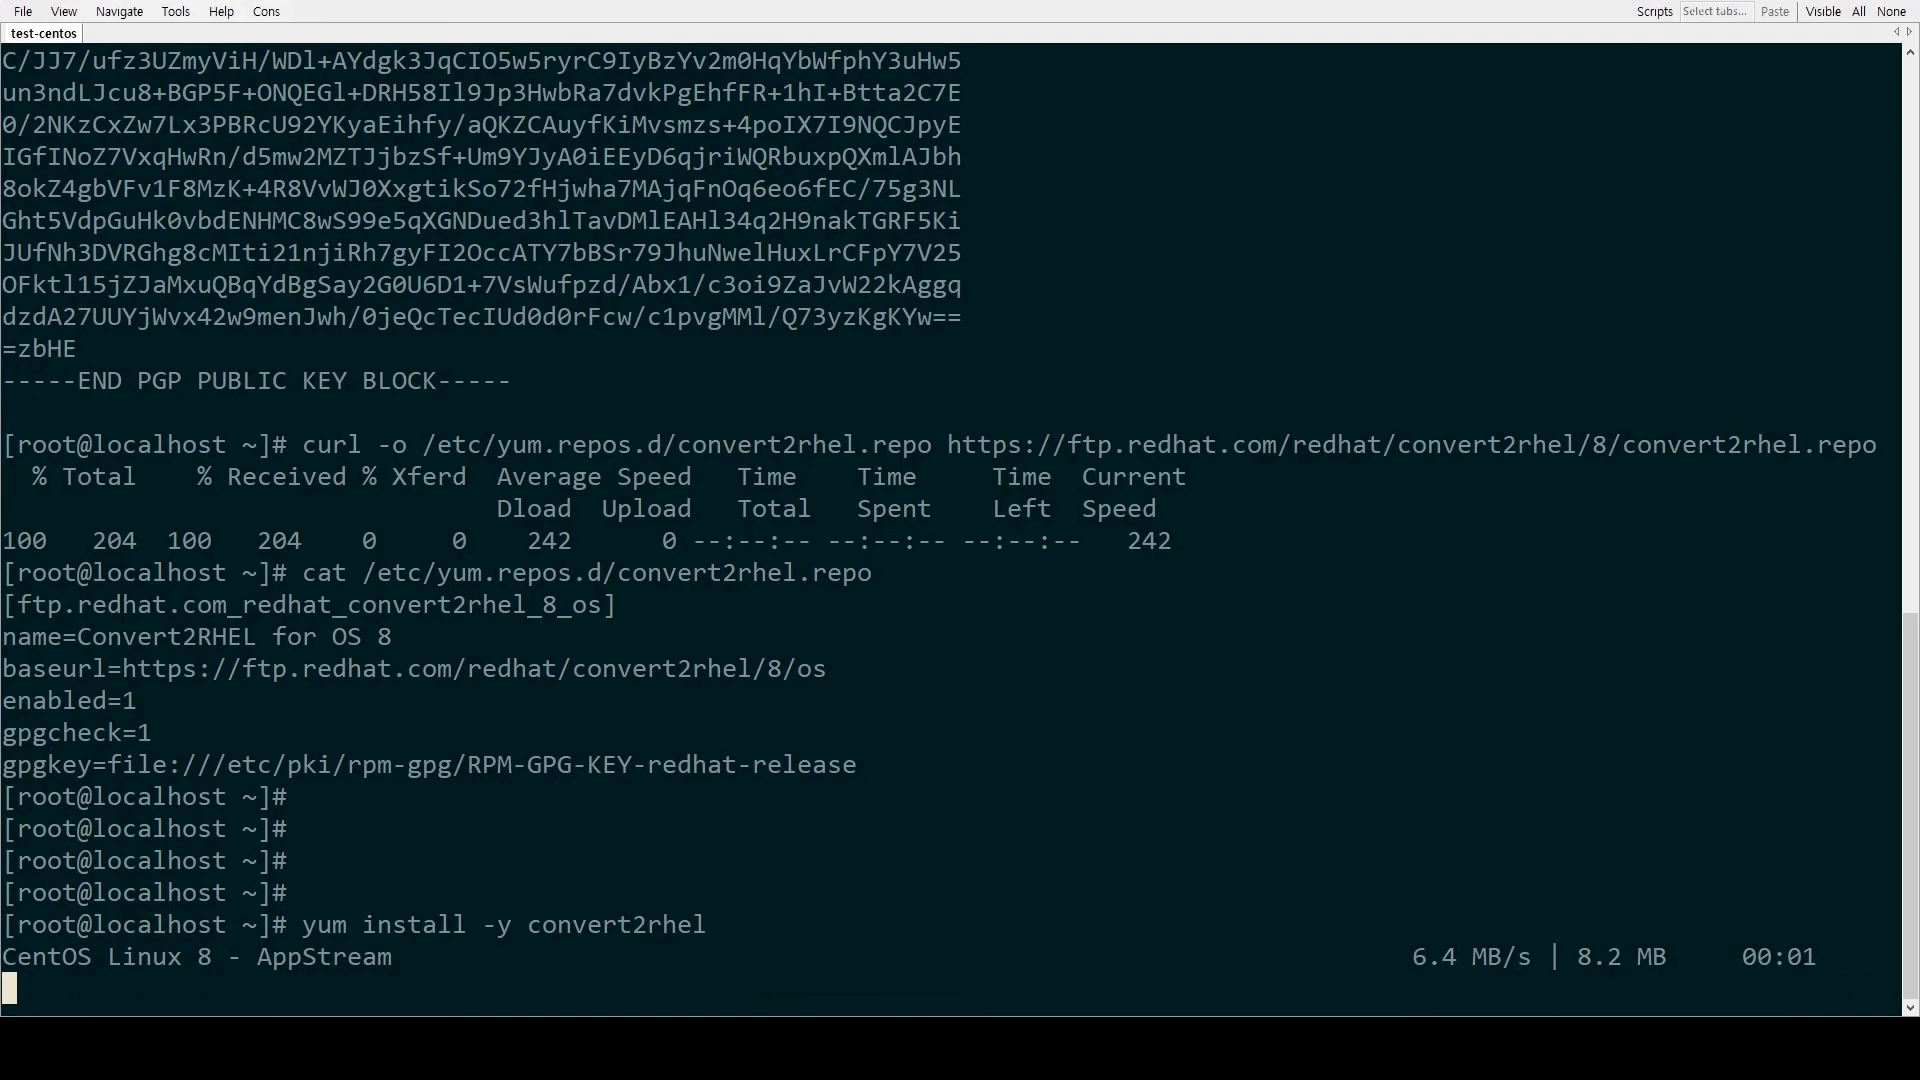 File View Navigate Tools Help Cons Scripts Select tabs... Paste Visible All None
test-centos
C/JJ7/ufz3UZmyViH/WDl+AYdgk3JqCIO5w5ryrC9IyBzYv2m0HqYbWfphY3uHw5
un3ndLJcu8+BGP5F+ONQEGl+DRH58Il9Jp3HwbRa7dvkPgEhfFR+1hI+Btta2C7E
0/2NKzCxZw7Lx3PBRcU92YKyaEihfy/aQKZCAuyfKiMvsmzs+4poIX7I9NQCJpyE
IGfINoZ7VxqHwRn/d5mw2MZTJjbzSf+Um9YJyA0iEEyD6qjriWQRbuxpQXmlAJbh
8okZ4gbVFv1F8MzK+4R8VvWJ0XxgtikSo72fHjwha7MAjqFnOq6eo6fEC/75g3NL
Ght5VdpGuHk0vbdENHMC8wS99e5qXGNDued3hlTavDMlEAHl34q2H9nakTGRF5Ki
JUfNh3DVRGhg8cMIti21njiRh7gyFI2OccATY7bBSr79JhuNwelHuxLrCFpY7V25
OFktl15jZJaMxuQBqYdBgSay2G0U6D1+7VsWufpzd/Abx1/c3oi9ZaJvW22kAggq
dzdA27UUYjWvx42w9menJwh/0jeQcTecIUd0d0rFcw/c1pvgMMl/Q73yzKgKYw==
=zbHE
-----END PGP PUBLIC KEY BLOCK-----
[root@localhost ~]# curl -o /etc/yum.repos.d/convert2rhel.repo https://ftp.redhat.com/redhat/convert2rhel/8/convert2rhel.repo
% Total % Received % Xferd Average Speed Time Time Time Current
Dload Upload Total Spent Left Speed
100 204 100 204 0 0 242 0 --:--:-- --:--:-- --:--:-- 242
[root@localhost ~]# cat /etc/yum.repos.d/convert2rhel.repo
[ftp.redhat.com_redhat_convert2rhel_8_os]
name=Convert2RHEL for OS 8
baseurl=https://ftp.redhat.com/redhat/convert2rhel/8/os
enabled=1
gpgcheck=1
gpgkey=file:///etc/pki/rpm-gpg/RPM-GPG-KEY-redhat-release
[root@localhost ~]#
[root@localhost ~]#
[root@localhost ~]#
[root@localhost ~]#
[root@localhost ~]# yum install -y convert2rhel
CentOS Linux 8 - AppStream 6.4 MB/s | 8.2 MB 00:01